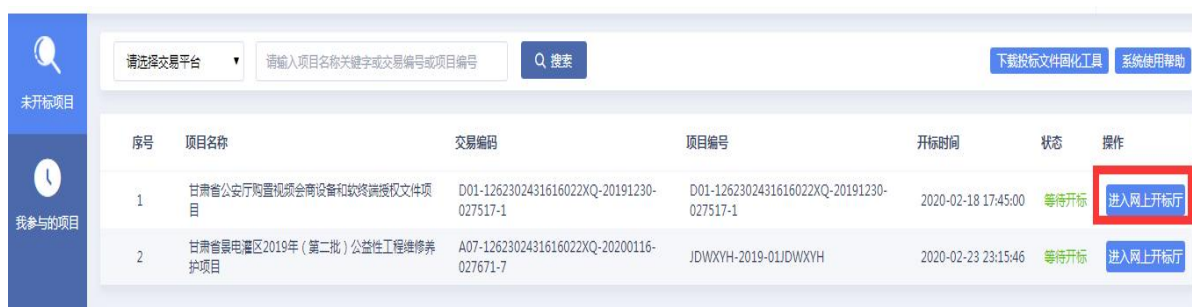 请选择交易平台 ▼ 请输入项目名称关键字或交易编号或项目编号 搜索 下载投标文件固化工具 系统使用帮助
未开标项目
我参与的项目
序号 项目名称 交易编码 项目编号 开标时间 状态 操作
1 甘肃省公安厅购置视频会商设备和软终端授权文件项 D01-1262302431616022XQ-20191230- D01-12623024316160022XQ-20191230- 2020-02-18 17:45:00 等待开标 进入网上开标厅
目 027517-1 027517-1
2 甘肃省景电灌区2019年（第二批）公益性工程维修养 A07-1262302431616022XQ-20200116- JDWXYH-2019-01JDWXYH 2020-02-23 23:15:46 等待开标 进入网上开标厅
护项目 027671-7